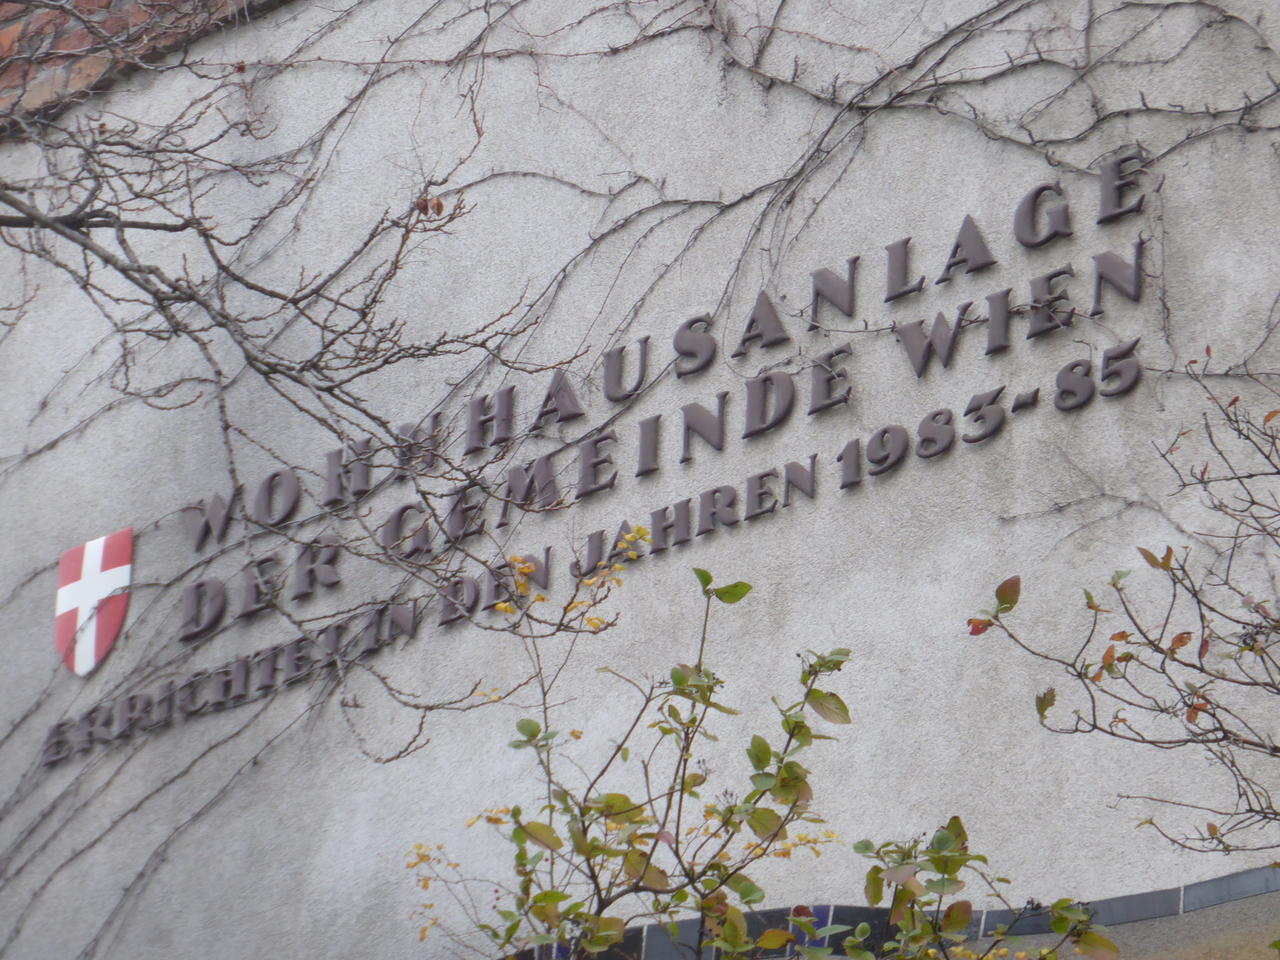 WOHNHAUSANLAGE
DER GEMEINDE WIEN
ERRICHTET IN DEN JAHREN 1983-85